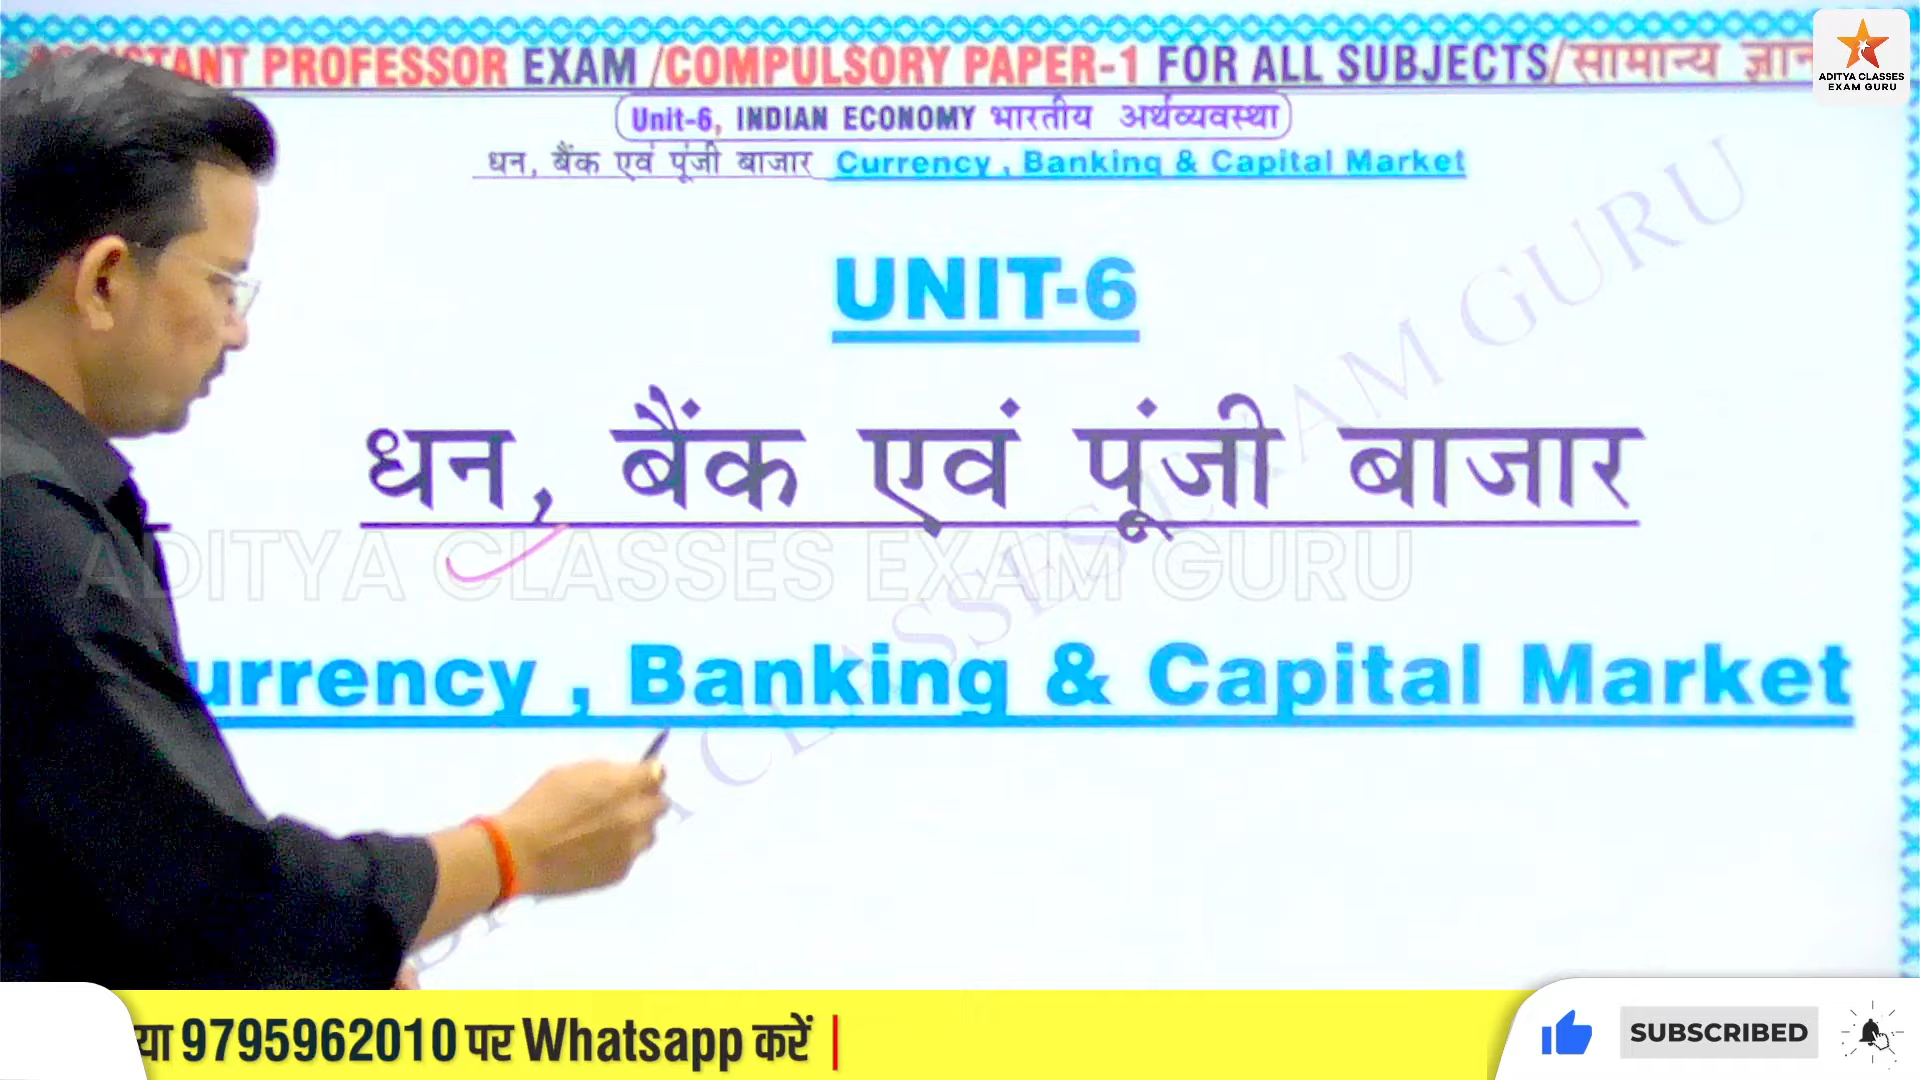 ASSISTANT PROFESSOR EXAM /COMPULSORY PAPER-1 FOR ALL SUBJECTS/सामान्य ज्ञान
ADITYA CLASSES
EXAM GURU
Unit-6, INDIAN ECONOMY भारतीय अर्थव्यवस्था
धन, बैंक एवं पूंजी बाजार Currency , Banking & Capital Market
UNIT-6
धन, बैंक एवं पूंजी बाजार
ADITYA CLASSES EXAM GURU
urrency , Banking & Capital Market
या 9795962010 पर Whatsapp करें |
SUBSCRIBED